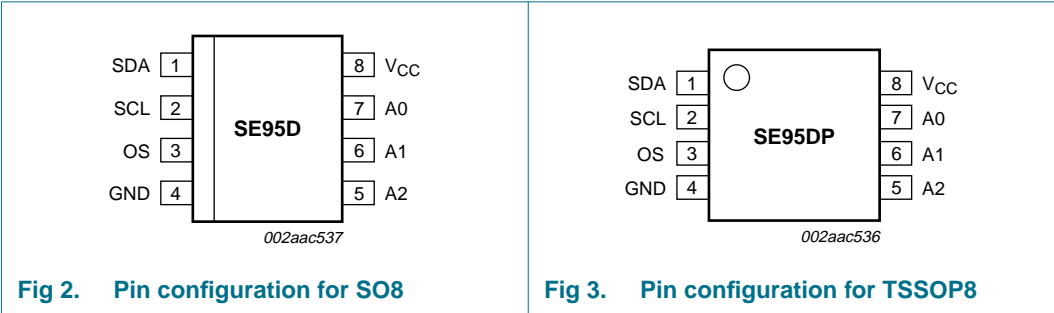 SDA 1 8 VCC
SCL 2 7 A0
SE95D
OS 3 6 A1
GND 4 5 A2
002aac537
Fig 2. Pin configuration for SO8
SDA 1 8 VCC
SCL 2 7 A0
SE95DP
OS 3 6 A1
GND 4 5 A2
002aac536
Fig 3. Pin configuration for TSSOP8